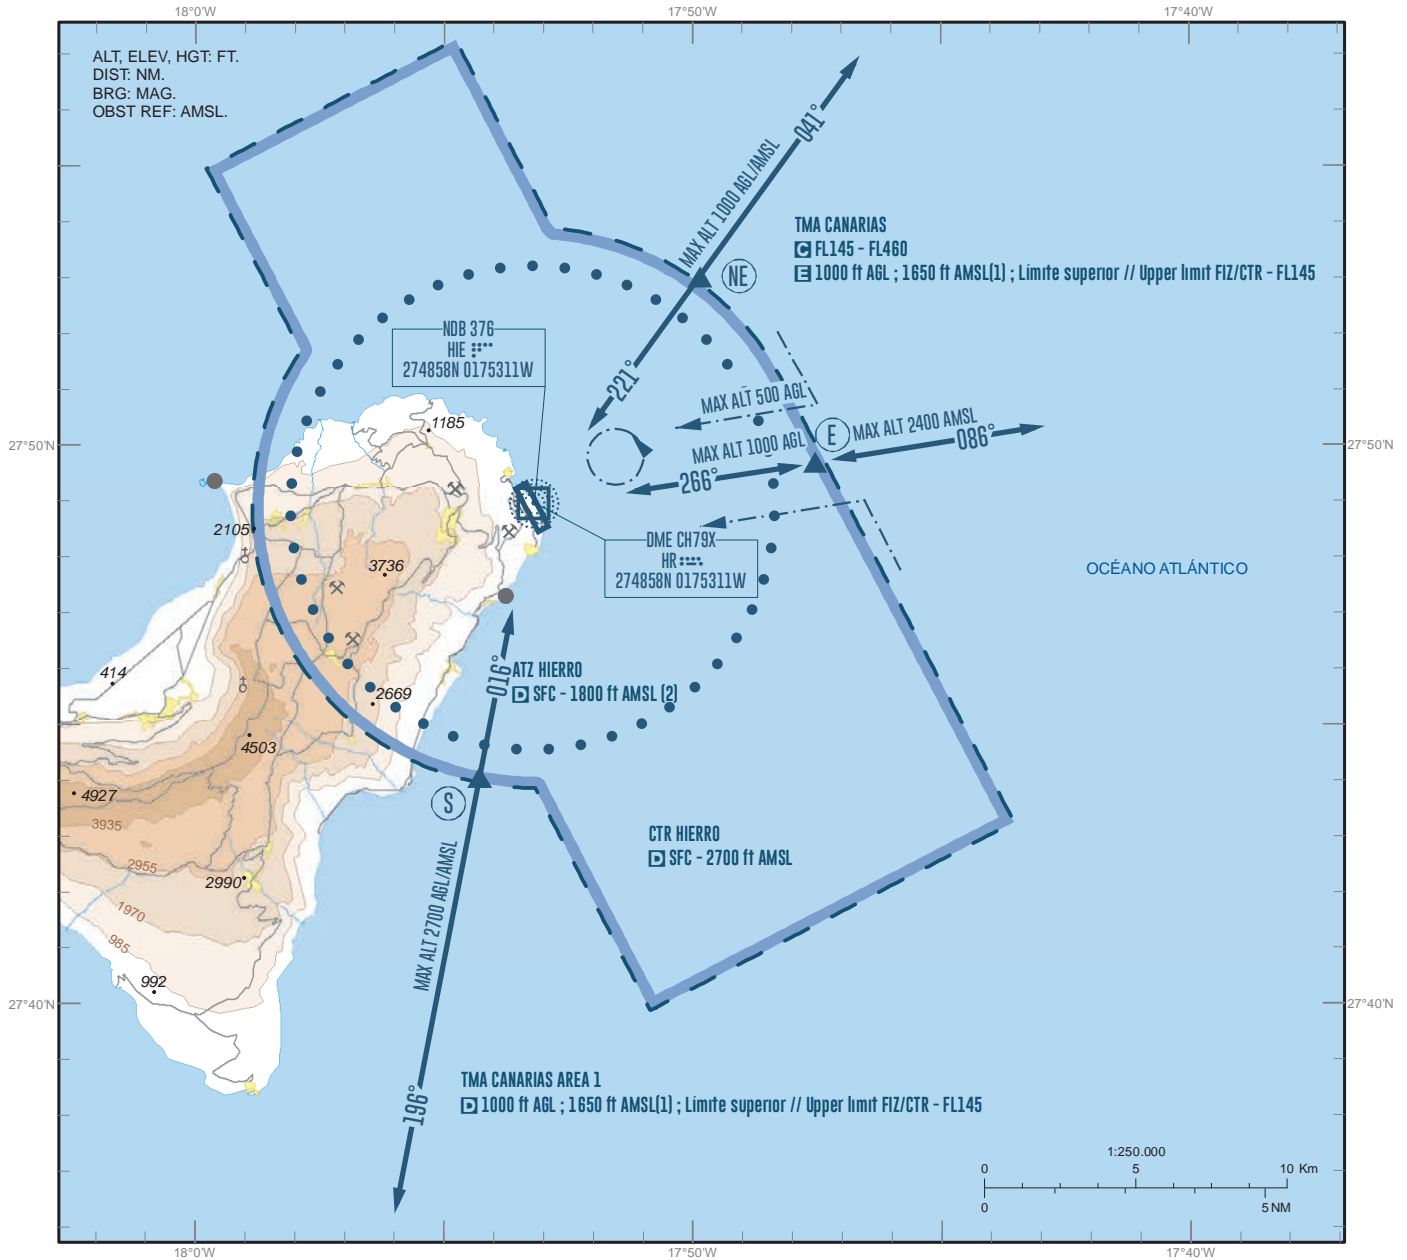 18°0'W
17°50'W
17°40'W
ALT, ELEV, HGT: FT.
DIST: NM.
BRG: MAG.
OBST REF: AMSL.
041°
MAX ALT 1000 AGL/AMSL
TMA CANARIAS
C FL145 - FL460
E 1000 ft AGL ; 1650 ft AMSL(1) ; Límite superior // Upper limit FIZ/CTR - FL145
NE
NDB 376
HIE
274858N 0175311W
221°
MAX ALT 500 AGL
1185
E
MAX ALT 2400 AMSL
086°
27°50'N
27°50'N
MAX ALT 1000 AGL
266°
2105
DME CH79X
HR
274858N 0175311W
3736
OCÉANO ATLÁNTICO
016°
ATZ HIERRO
D SFC - 1800 ft AMSL (2)
414
2669
4503
4927
S
3935
CTR HIERRO
D SFC - 2700 ft AMSL
2955
2990
MAX ALT 2700 AGL/AMSL
1970
985
992
27°40'N
27°40'N
TMA CANARIAS AREA 1
D 1000 ft AGL ; 1650 ft AMSL(1) ; Límite superior // Upper limit FIZ/CTR - FL145
196°
1:250.000
0
5
10 Km
0
5 NM
18°0'W
17°50'W
17°40'W